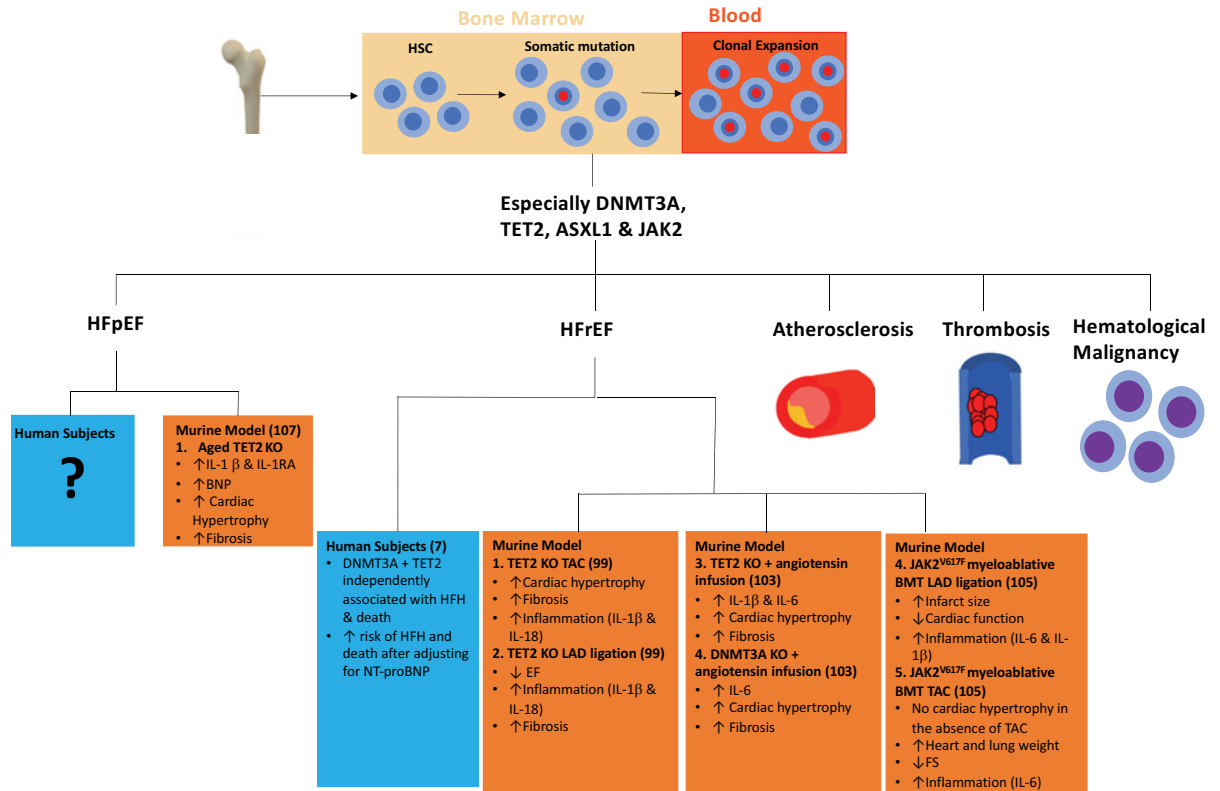 Bone Marrow
Blood
HSC
Somatic mutation
Clonal Expansion
Especially DNMT3A,
TET2, ASXL1 & JAK2
HFpEF
HFrEF
Atherosclerosis
Thrombosis
Hematological
Malignancy
Human Subjects
?
Murine Model (107)
1. Aged TET2 KO
• ↑IL-1 β & IL-1RA
• ↑BNP
• ↑ Cardiac
Hypertrophy
• ↑Fibrosis
Human Subjects (7)
• DNMT3A + TET2
independently
associated with HFH
& death
• ↑ risk of HFH and
death after adjusting
for NT-proBNP
Murine Model
1. TET2 KO TAC (99)
• ↑Cardiac hypertrophy
• ↑Fibrosis
• ↑Inflammation (IL-1β &
IL-18)
2. TET2 KO LAD ligation (99)
• ↓ EF
• ↑Inflammation (IL-1β &
IL-18)
• ↑Fibrosis
Murine Model
3. TET2 KO + angiotensin
infusion (103)
• ↑ IL-1β & IL-6
• ↑ Cardiac hypertrophy
• ↑ Fibrosis
4. DNMT3A KO +
angiotensin infusion (103)
• ↑ IL-6
• ↑ Cardiac hypertrophy
• ↑ Fibrosis
Murine Model
4. JAK2V617F myeloablative
BMT LAD ligation (105)
• ↑Infarct size
• ↓Cardiac function
• ↑Inflammation (IL-6 & IL-
1β)
5. JAK2V617F myeloablative
BMT TAC (105)
• No cardiac hypertrophy in
the absence of TAC
• ↑Heart and lung weight
• ↓FS
• ↑Inflammation (IL-6)